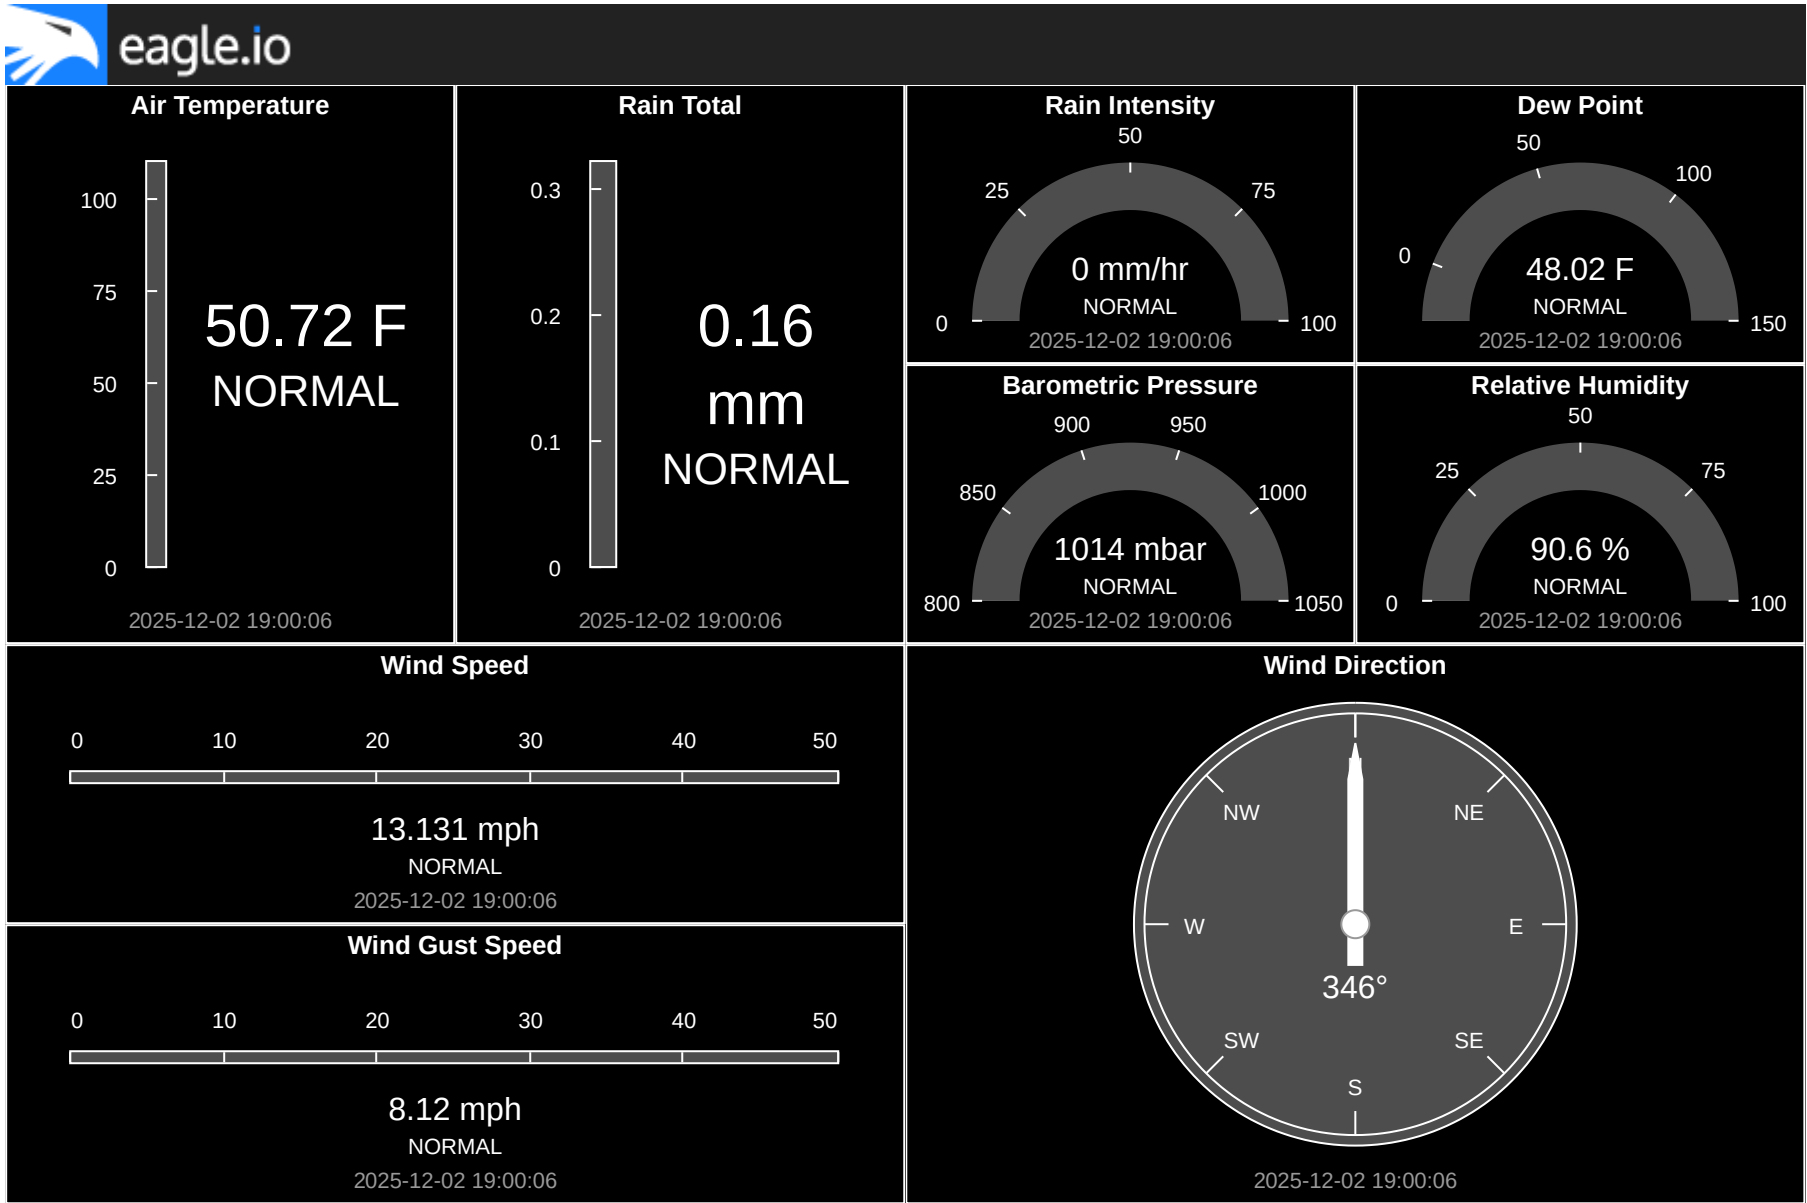 eagle.io
Air Temperature
100
75
50
25
0
50.72 F
NORMAL
2025-12-02 19:00:06
Rain Total
0.3
0.2
0.1
0
0.16
mm
NORMAL
2025-12-02 19:00:06
Rain Intensity
0
25
50
75
100
0 mm/hr
NORMAL
2025-12-02 19:00:06
Dew Point
0
50
100
150
48.02 F
NORMAL
2025-12-02 19:00:06
Barometric Pressure
800
850
900
950
1000
1050
1014 mbar
NORMAL
2025-12-02 19:00:06
Relative Humidity
0
25
50
75
100
90.6 %
NORMAL
2025-12-02 19:00:06
Wind Speed
0 10 20 30 40 50
13.131 mph
NORMAL
2025-12-02 19:00:06
Wind Gust Speed
0 10 20 30 40 50
8.12 mph
NORMAL
2025-12-02 19:00:06
Wind Direction
NW NE
W E
346°
SW SE
S
2025-12-02 19:00:06